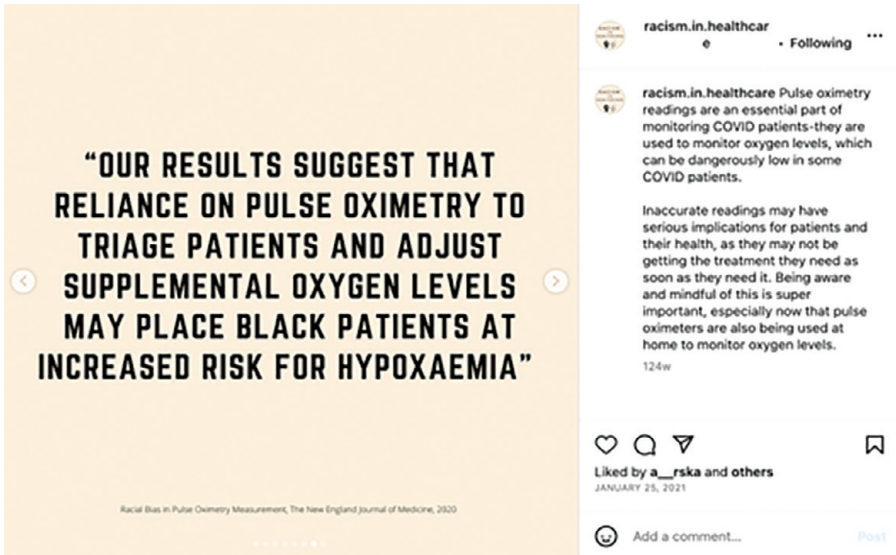 “OUR RESULTS SUGGEST THAT
RELIANCE ON PULSE OXIMETRY TO
TRIAGE PATIENTS AND ADJUST
SUPPLEMENTAL OXYGEN LEVELS
MAY PLACE BLACK PATIENTS AT
INCREASED RISK FOR HYPOXAEMIA”
Racial Bias in Pulse Oximetry Measurement, The New England Journal of Medicine, 2020
racism.in.healthcar
e • Following
racism.in.healthcare Pulse oximetry
readings are an essential part of
monitoring COVID patients-they are
used to monitor oxygen levels, which
can be dangerously low in some
COVID patients.
Inaccurate readings may have
serious implications for patients and
their health, as they may not be
getting the treatment they need as
soon as they need it. Being aware
and mindful of this is super
important, especially now that pulse
oximeters are also being used at
home to monitor oxygen levels.
124w
Liked by a__rska and others
JANUARY 25, 2021
Add a comment...
Post